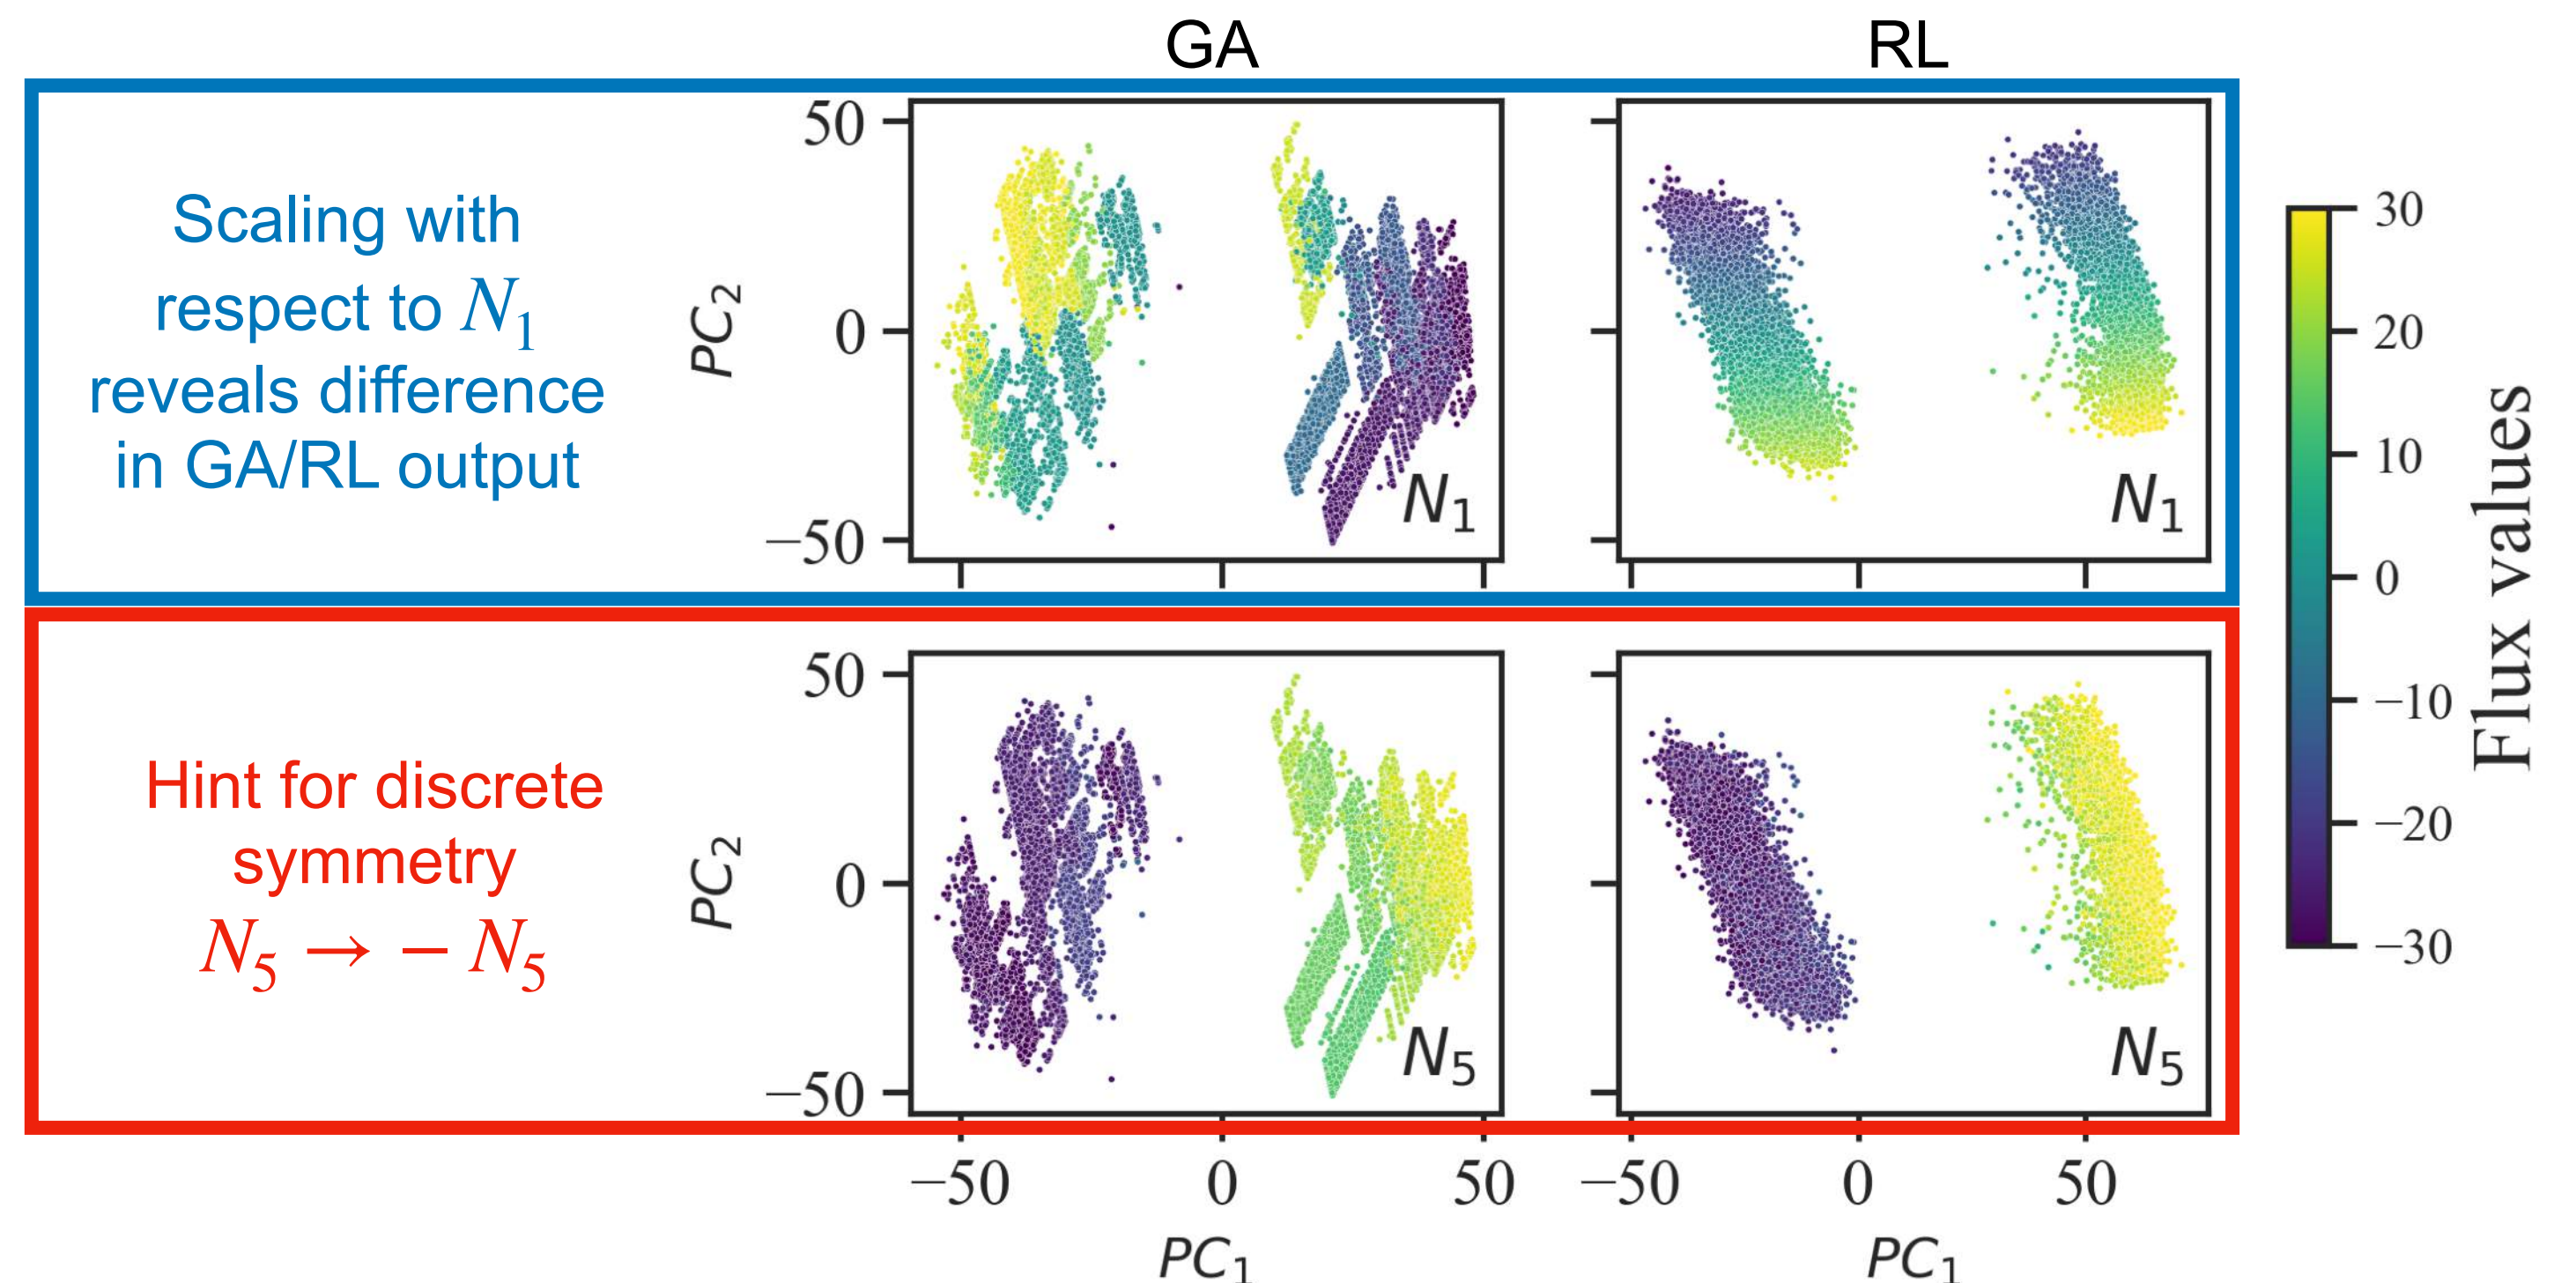 GA
RL
Scaling with
respect to N₁
reveals difference
in GA/RL output
50
0
−50
PC₂
N₁
N₁
Hint for discrete
symmetry
N₅ → − N₅
50
0
−50
PC₂
N₅
N₅
−50
0
50
−50
0
50
PC₁
PC₁
30
20
10
0
−10
−20
−30
Flux values